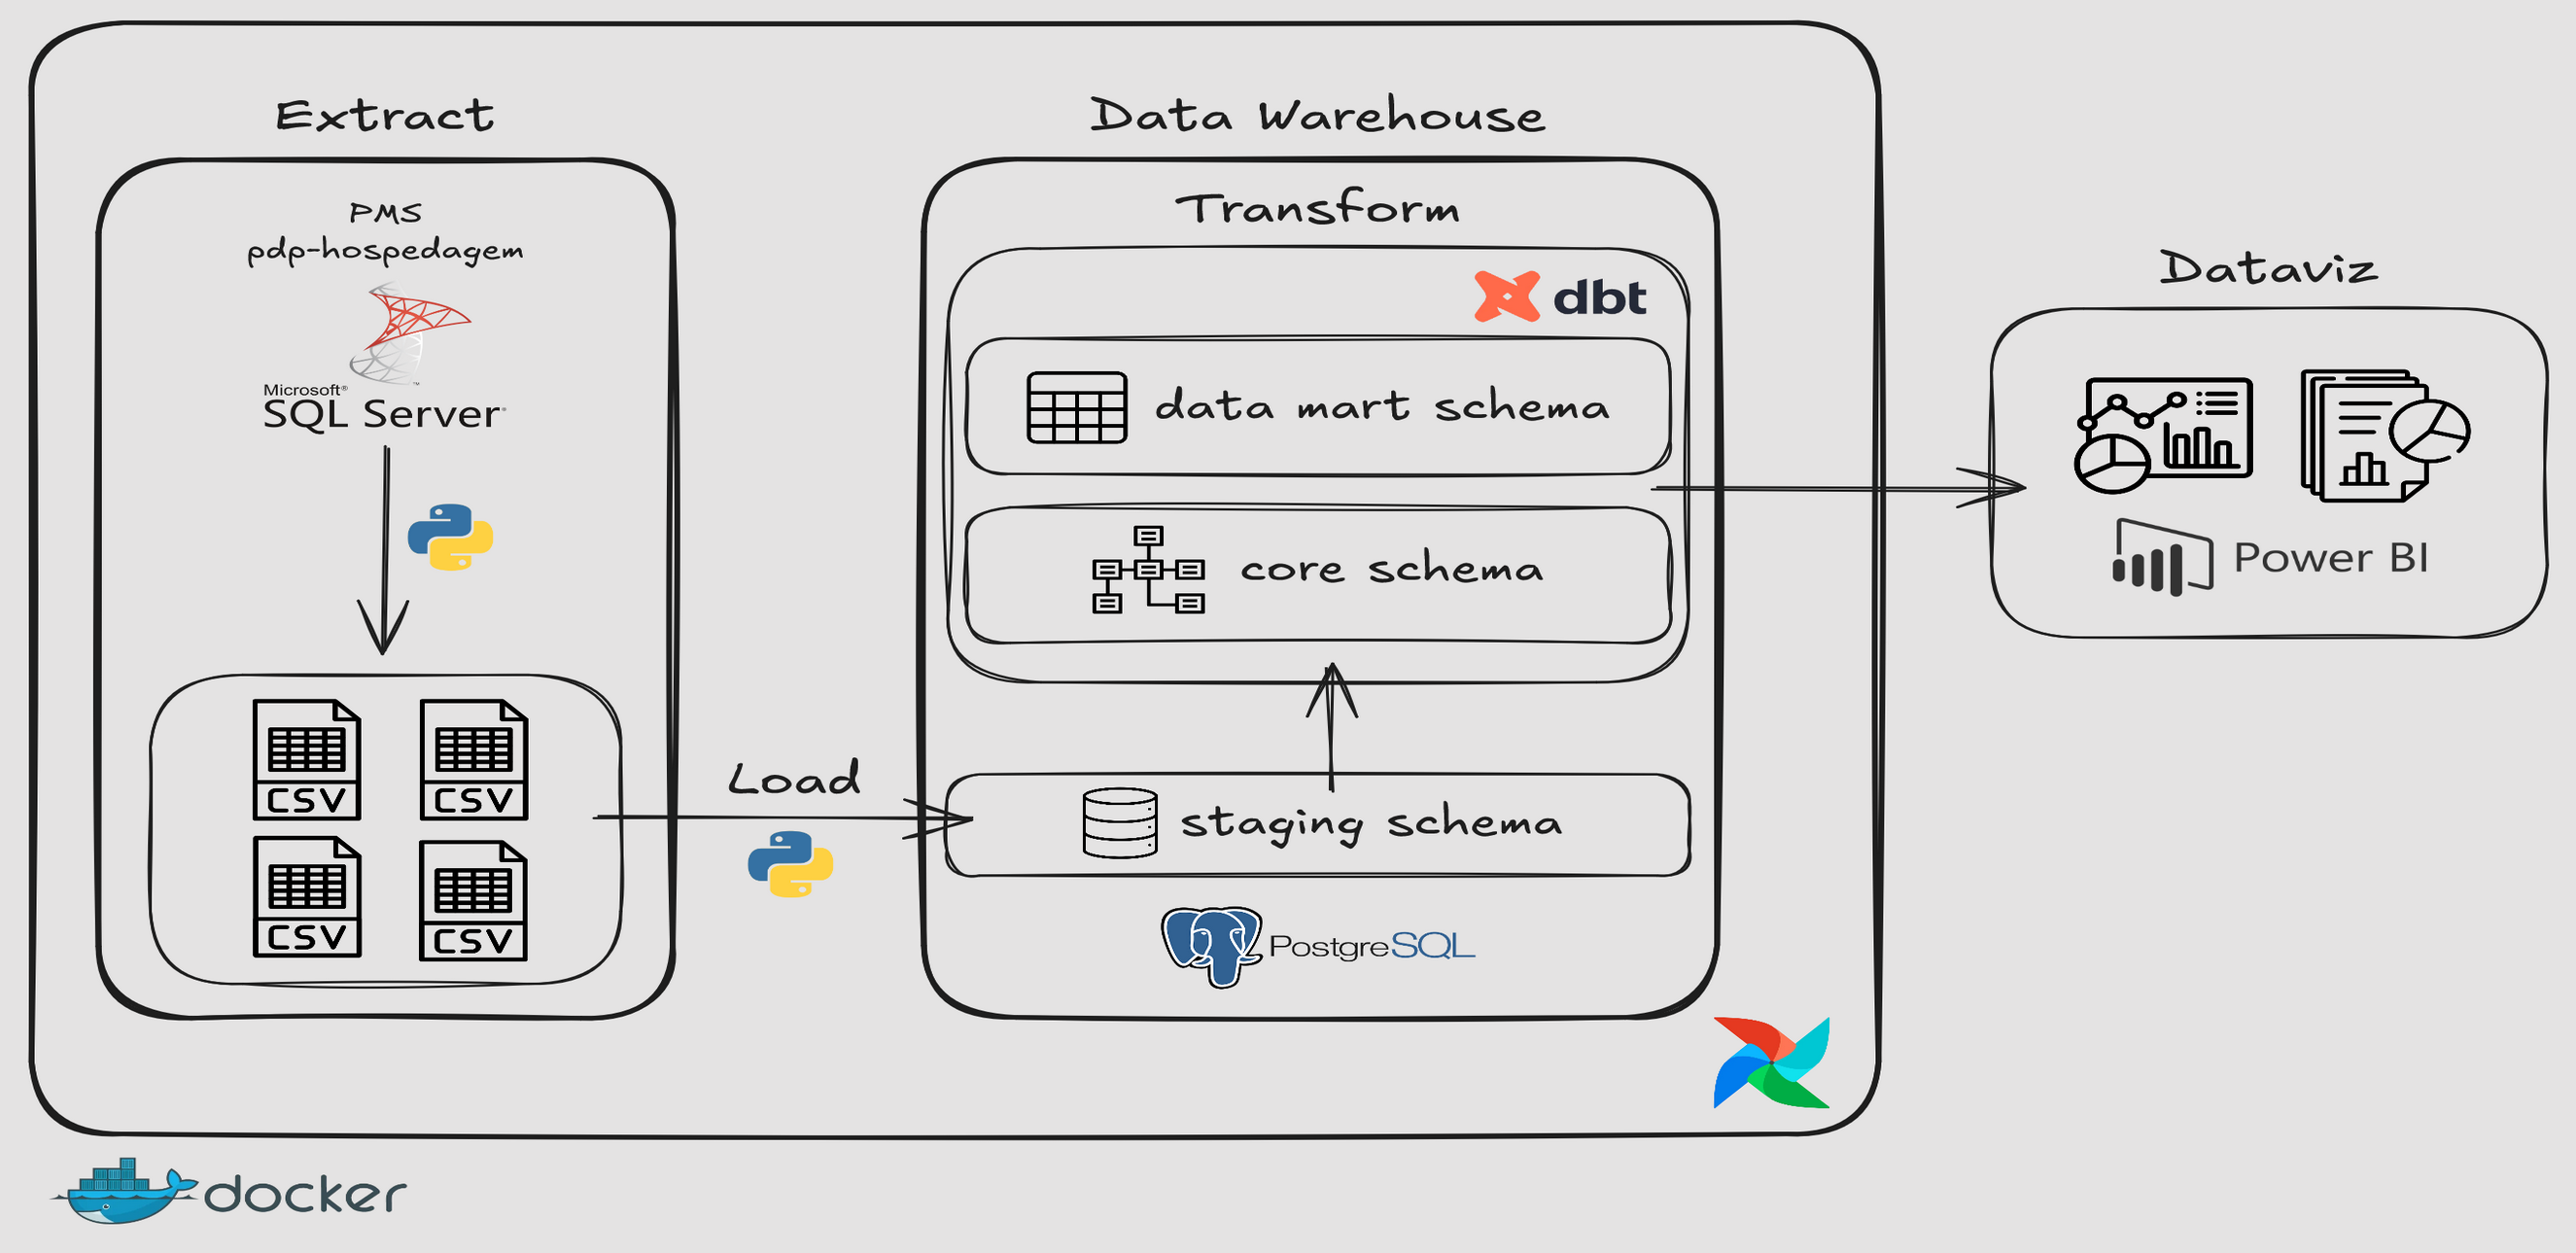 Extract
PMS
pdp-hospedagem
Microsoft®
SQL Server
CSV
CSV
CSV
CSV
Load
Data Warehouse
Transform
dbt
data mart schema
core schema
staging schema
PostgreSQL
Dataviz
Power BI
docker